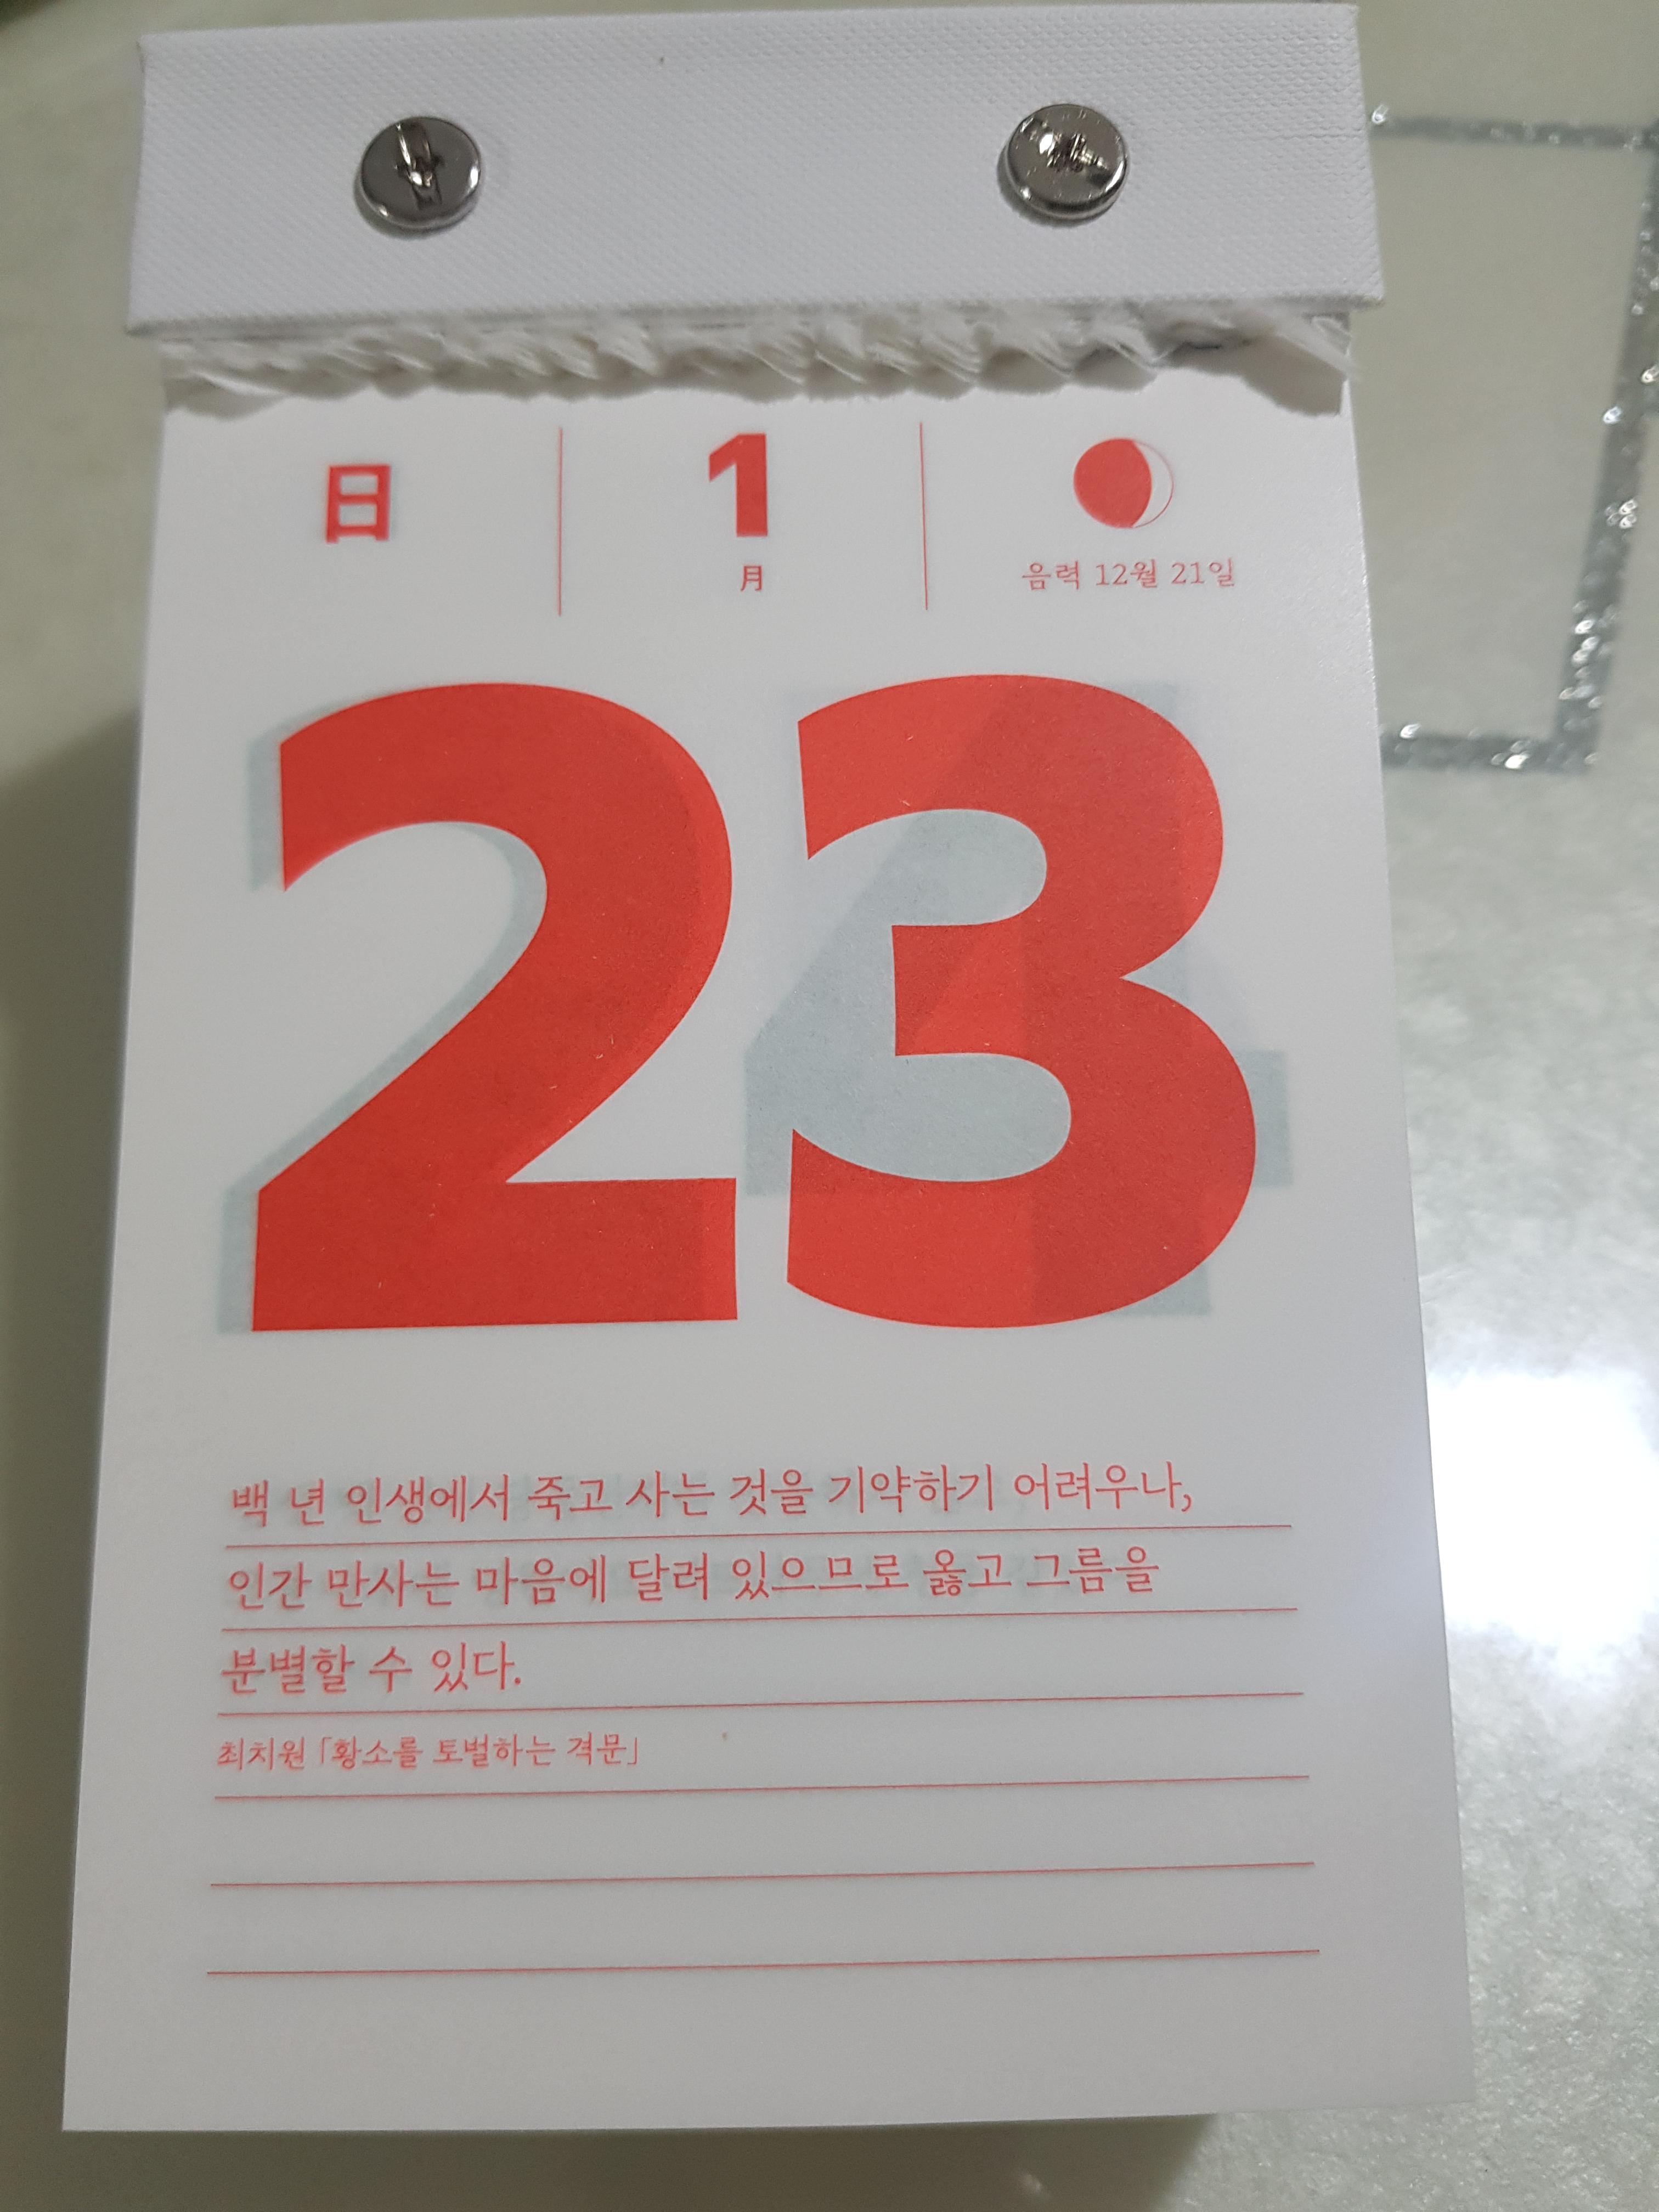 日
1
月
음력 12월 21일
23
백 년 인생에서 죽고 사는 것을 기약하기 어려우나,
인간 만사는 마음에 달려 있으므로 옳고 그름을
분별할 수 있다.
최치원 「황소를 토벌하는 격문」